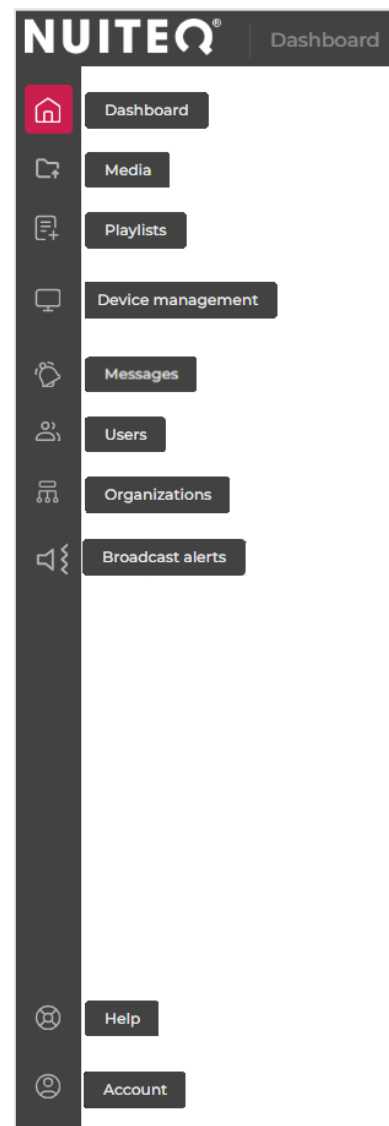 NUITEQ® Dashboard
Dashboard
Media
Playlists
Device management
Messages
Users
Organizations
Broadcast alerts
Help
Account